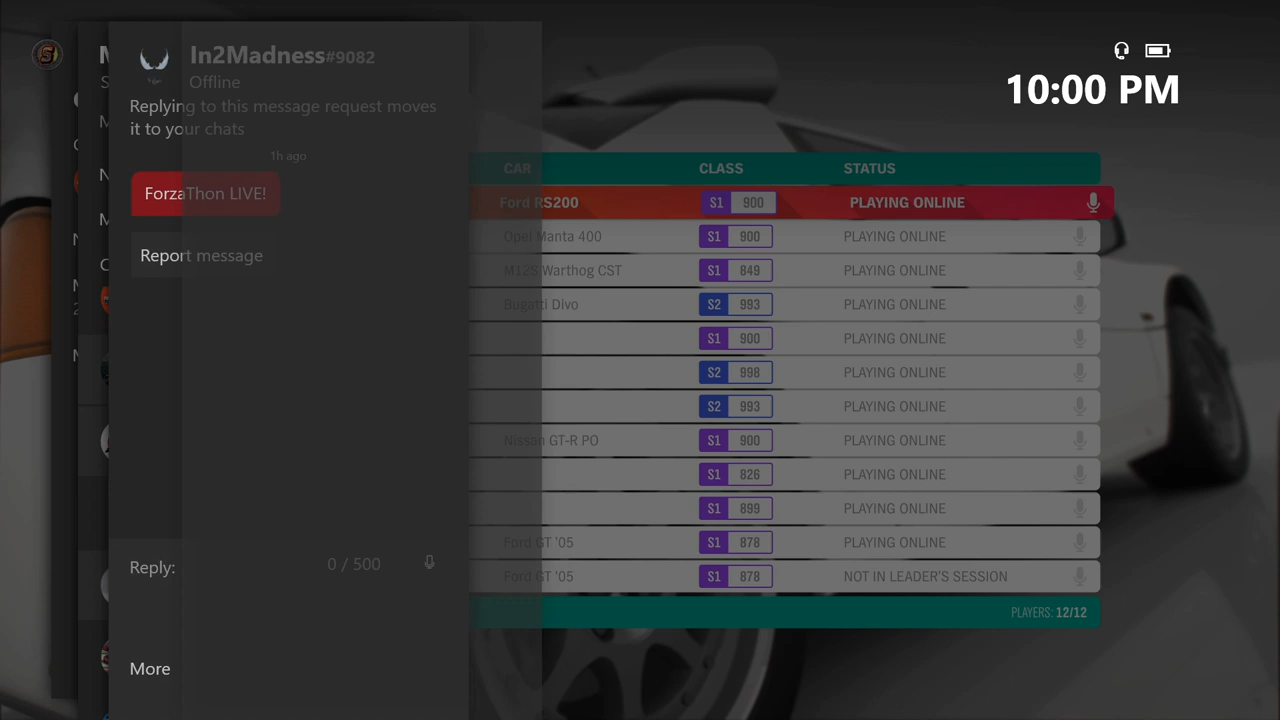 In2Madness#9082
Offline
Replying to this message request moves
it to your chats
1h ago
ForzaThon LIVE!
Report message
Reply:
0 / 500
More
10:00 PM
CAR CLASS STATUS
Ford RS200 S1 900 PLAYING ONLINE
Opel Manta 400 S1 900 PLAYING ONLINE
M12S Warthog CST S1 849 PLAYING ONLINE
Bugatti Divo S2 993 PLAYING ONLINE
S1 900 PLAYING ONLINE
S2 998 PLAYING ONLINE
S2 993 PLAYING ONLINE
Nissan GT-R PO S1 900 PLAYING ONLINE
S1 826 PLAYING ONLINE
S1 899 PLAYING ONLINE
Ford GT '05 S1 878 PLAYING ONLINE
Ford GT '05 S1 878 NOT IN LEADER'S SESSION
PLAYERS: 12/12